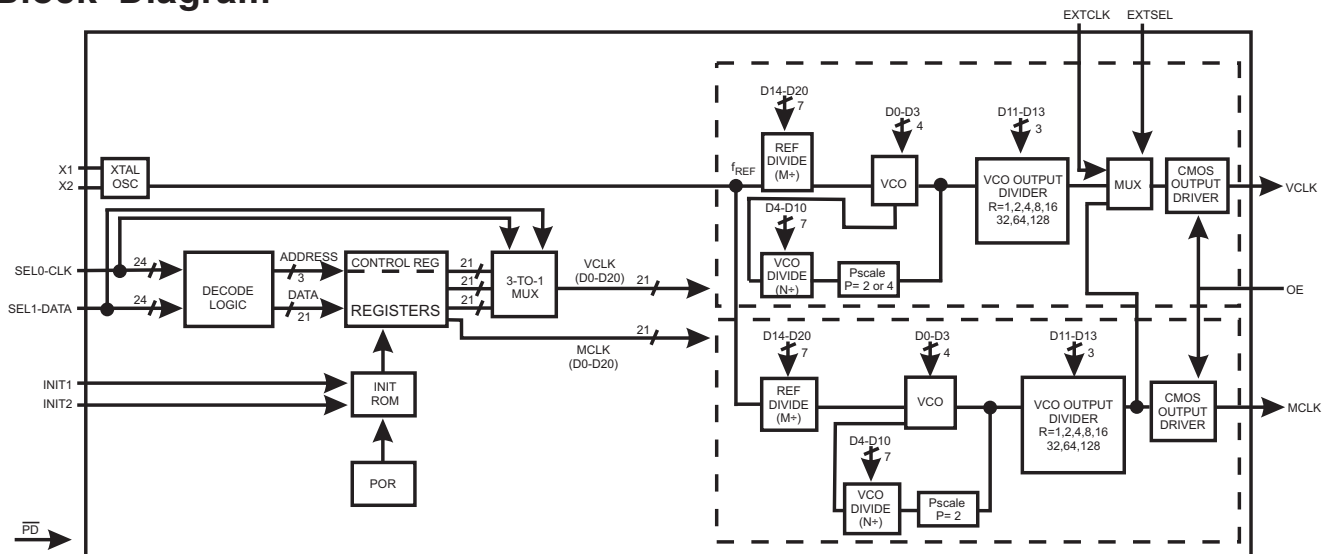 Block Diagram
EXTCLK EXTSEL
D14-D20
7
D0-D3
4
D11-D13
3
X1
X2
XTAL
OSC
fREF
REF
DIVIDE
(M÷)
VCO
VCO OUTPUT
DIVIDER
R=1,2,4,8,16
32,64,128
MUX
CMOS
OUTPUT
DRIVER
VCLK
D4-D10
7
VCO
DIVIDE
(N÷)
Pscale
P= 2 or 4
SEL0-CLK
24
SEL1-DATA
24
DECODE
LOGIC
ADDRESS
3
DATA
21
CONTROL REG
REGISTERS
21
21
21
3-TO-1
MUX
VCLK
(D0-D20)
21
OE
21
MCLK
(D0-D20)
D14-D20
7
D0-D3
4
D11-D13
3
INIT1
INIT2
INIT
ROM
REF
DIVIDE
(M÷)
VCO
VCO OUTPUT
DIVIDER
R=1,2,4,8,16
32,64,128
CMOS
OUTPUT
DRIVER
MCLK
D4-D10
7
POR
VCO
DIVIDE
(N÷)
Pscale
P= 2
PD